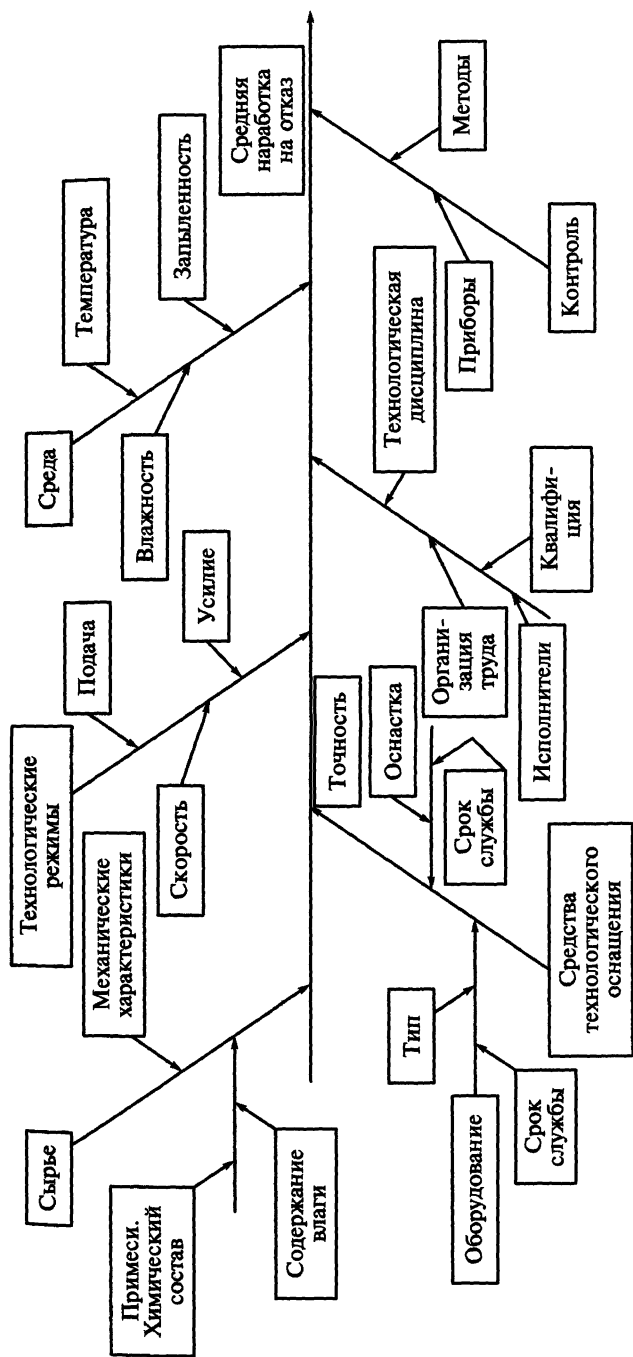 Сырье
Примеси.
Химический
состав
Механические
характеристики
Содержание
влаги
Технологические
режимы
Подача
Скорость
Усилие
Среда
Температура
Влажность
Запыленность
Средняя
наработка
на отказ
Оборудование
Тип
Срок
службы
Средства
технологического
оснащения
Точность
Оснастка
Срок
службы
Исполнители
Органи-
зация
труда
Квалифи-
ция
Технологическая
дисциплина
Контроль
Приборы
Методы